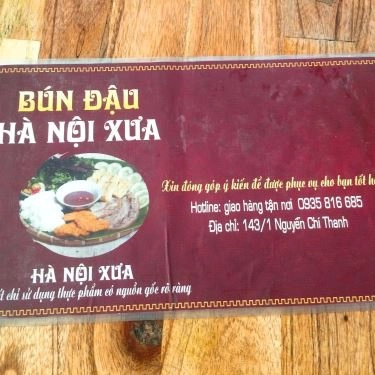 BÚN ĐẬU
HÀ NỘI XƯA
Xin đóng góp ý kiến để được phục vụ cho bạn tốt
Hotline: giao hàng tận nơi 0935 816 685
Địa chỉ: 143/1 Nguyễn Chí Thanh
HÀ NỘI XƯA
chỉ sử dụng thực phẩm có nguồn gốc rõ ràng